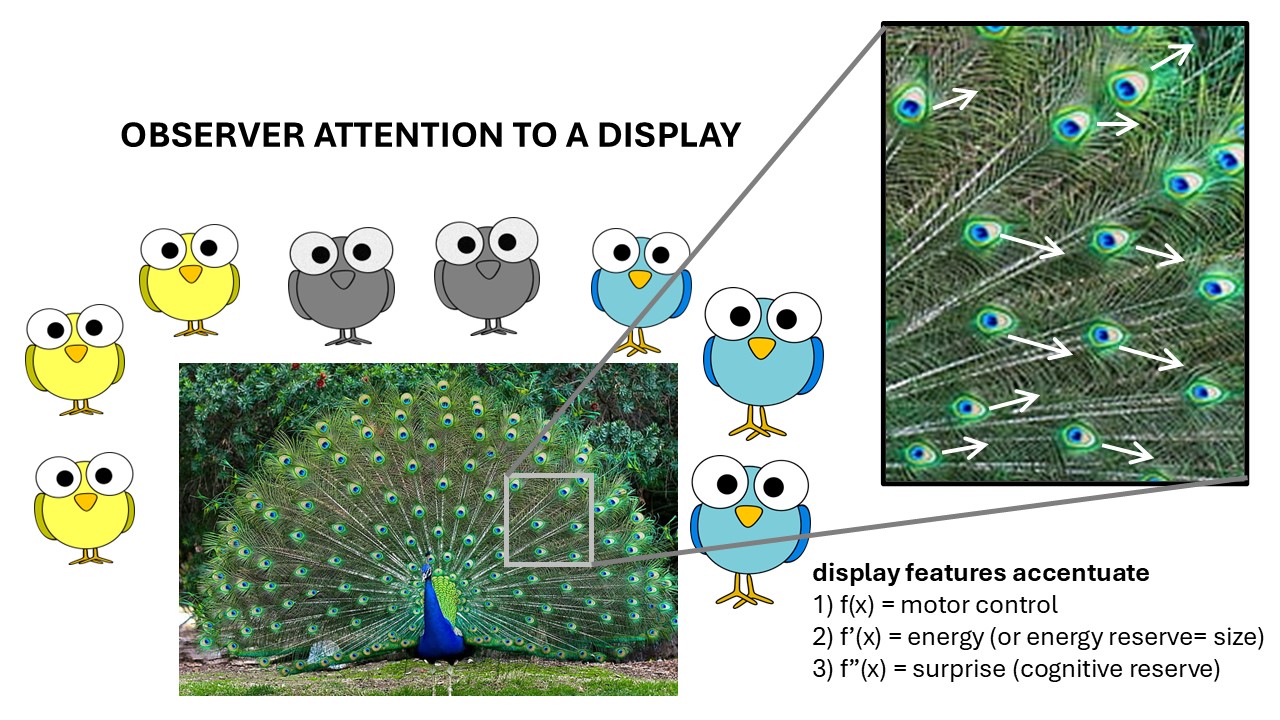 OBSERVER ATTENTION TO A DISPLAY
display features accentuate
1) f(x) = motor control
2) f’(x) = energy (or energy reserve= size)
3) f”(x) = surprise (cognitive reserve)